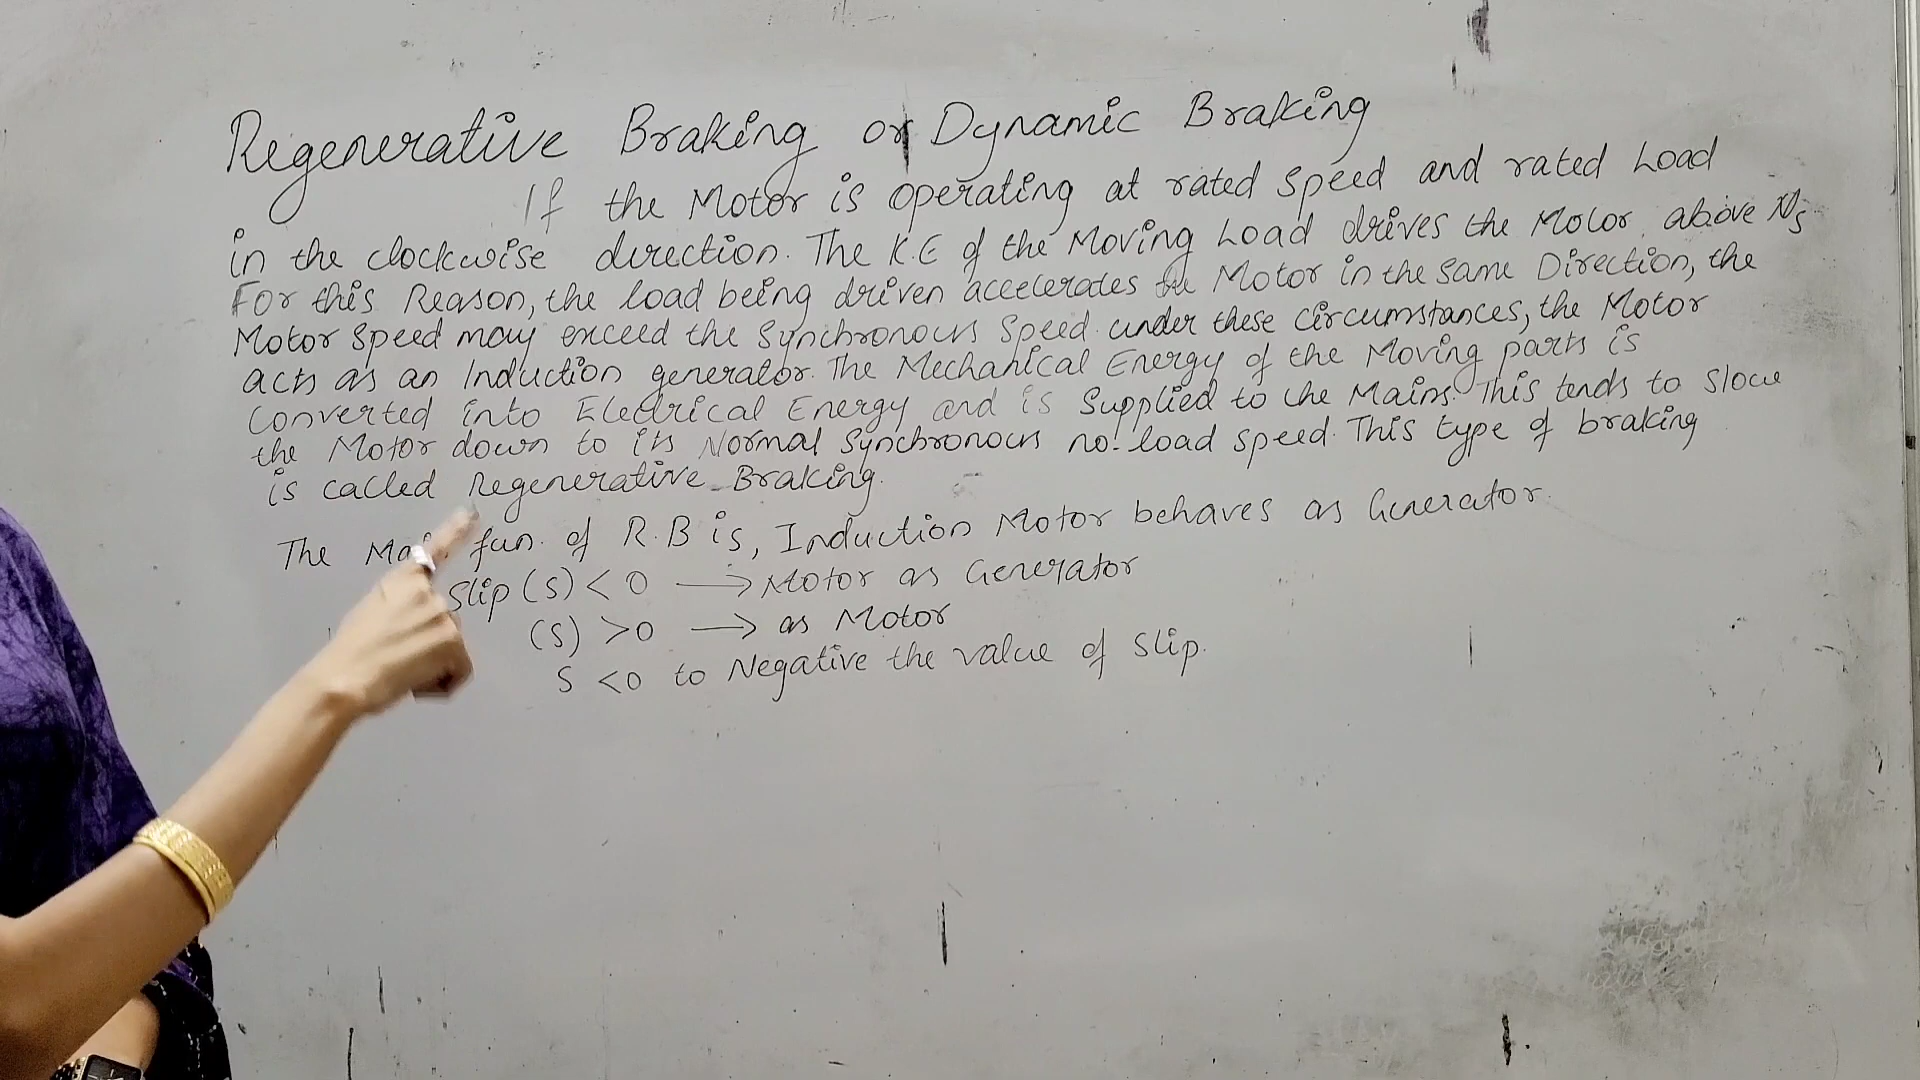 Regenerative Braking or Dynamic Braking
If the Motor is operating at rated speed and rated Load
in the clockwise direction. The K.E of the Moving Load drives the Motor above Ns
For this Reason, the load being driven accelerates the Motor in the same Direction, the
Motor speed may exceed the Synchronous Speed. under these circumstances, the Motor
acts as an Induction generator. The Mechanical Energy of the Moving parts is
Converted into Electrical Energy and is Supplied to the Mains. This tends to slow
the Motor down to its Normal Synchronous no. load speed. This type of braking
is called Regenerative Braking.
The fun. of R.B is, Induction Motor behaves as Generator.
Slip (s) < 0 → Motor as Generator
(s) > 0 → as Motor
S < 0 to Negative the value of Slip.